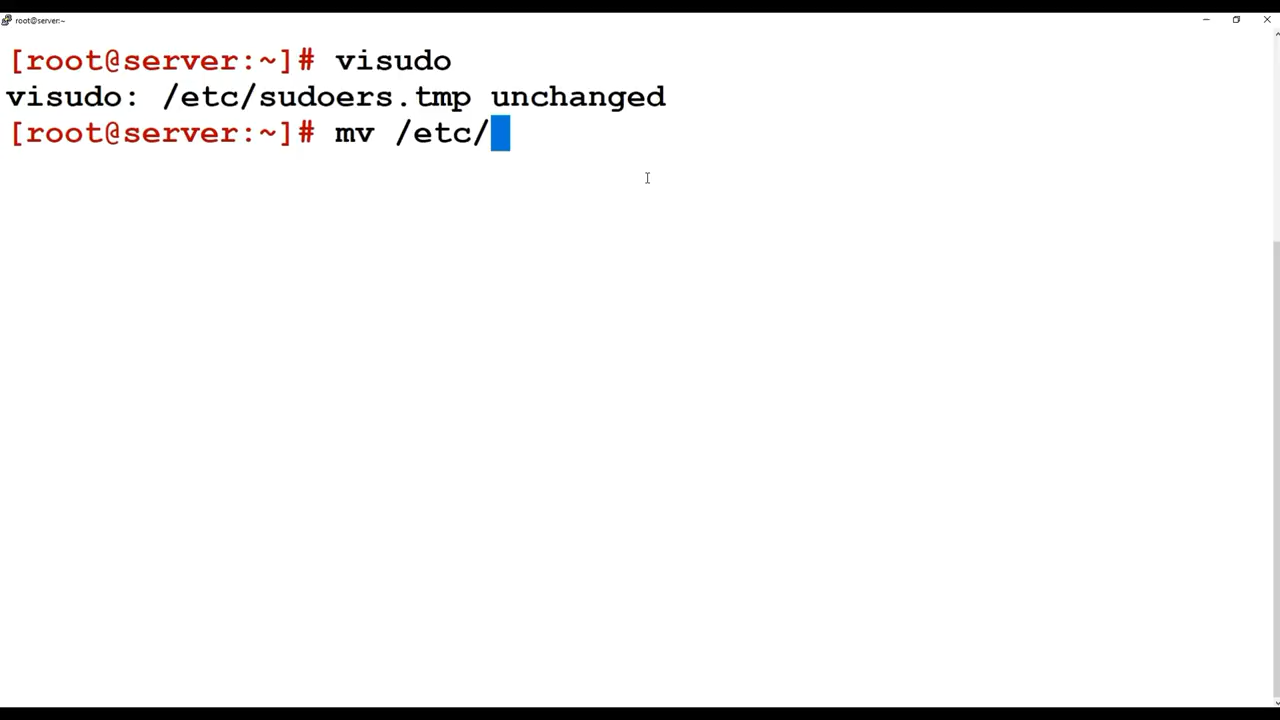 root@server:~
[root@server:~]# visudo
visudo: /etc/sudoers.tmp unchanged
[root@server:~]# mv /etc/